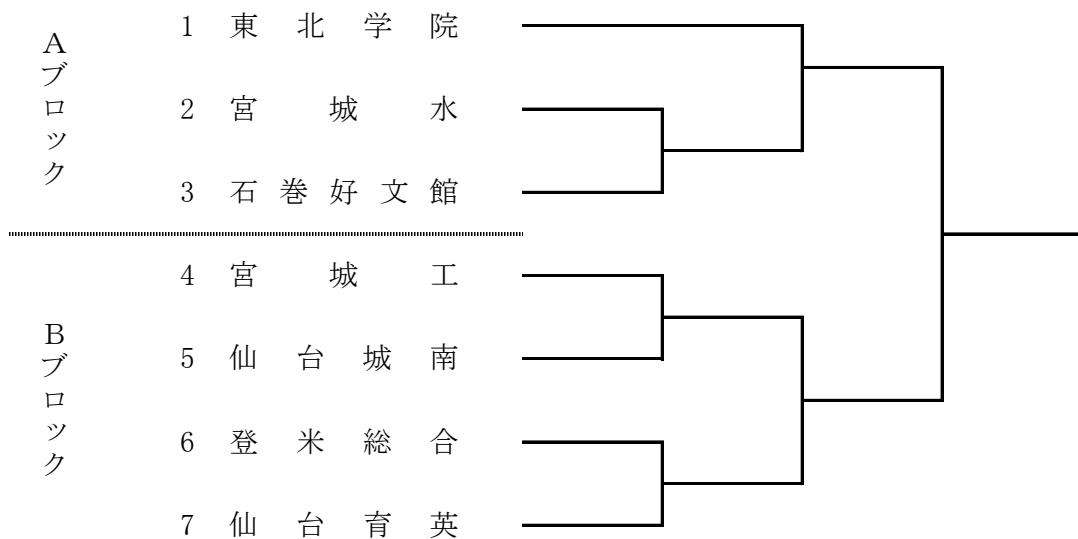 Aブロック
1 東北学院
2 宮城水
3 石巻好文館
Bブロック
4 宮城工
5 仙台城南
6 登米総合
7 仙台育英